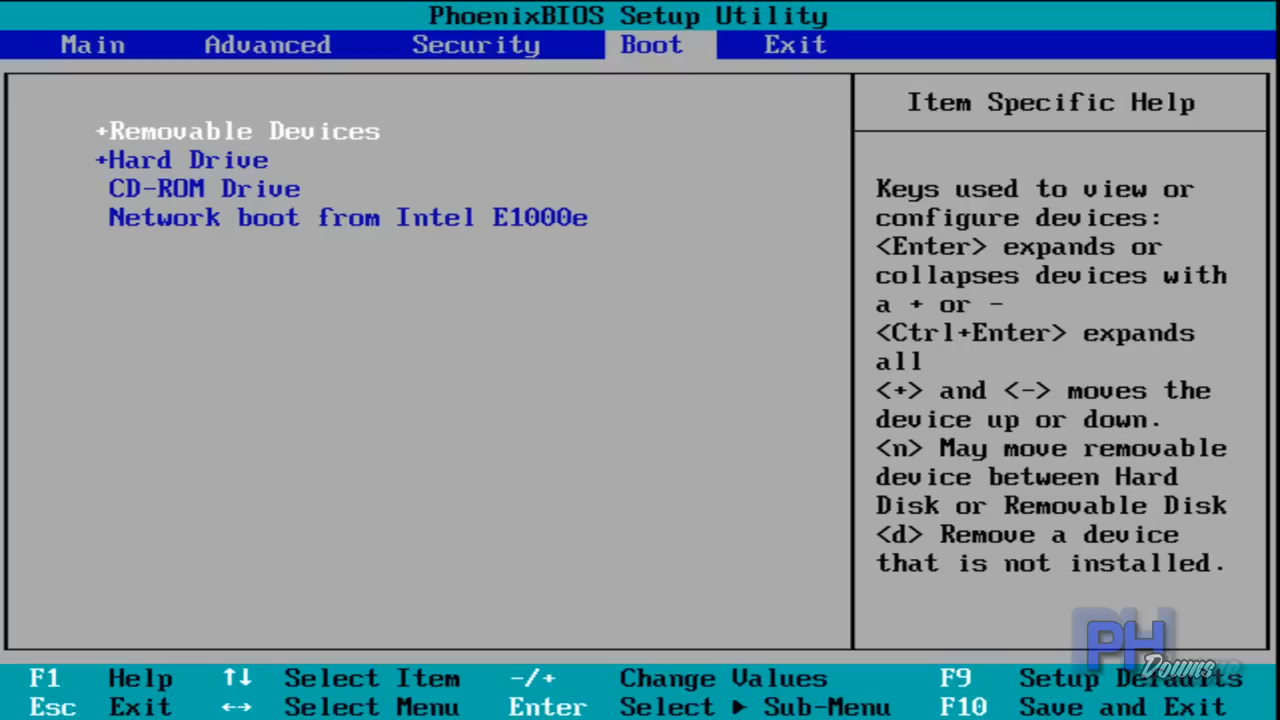 PhoenixBIOS Setup Utility
Main Advanced Security Boot Exit
+Removable Devices
+Hard Drive
CD-ROM Drive
Network boot from Intel E1000e
Item Specific Help
Keys used to view or
configure devices:
<Enter> expands or
collapses devices with
a + or -
<Ctrl+Enter> expands
all
<+> and <-> moves the
device up or down.
<n> May move removable
device between Hard
Disk or Removable Disk
<d> Remove a device
that is not installed.
PH
F1 Help ↑↓ Select Item -/+ Change Values F9 Setup Defaults
Esc Exit ↔ Select Menu Enter Select ▶ Sub-Menu F10 Save and Exit